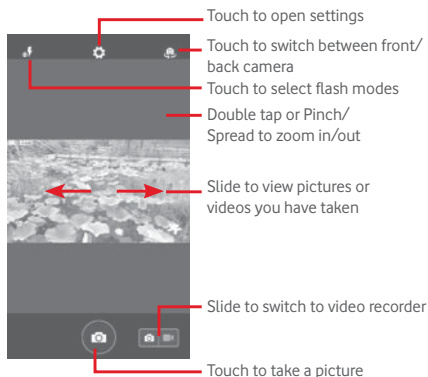 Touch to open settings
Touch to switch between front/
back camera
Touch to select flash modes
Double tap or Pinch/
Spread to zoom in/out
Slide to view pictures or
videos you have taken
Slide to switch to video recorder
Touch to take a picture